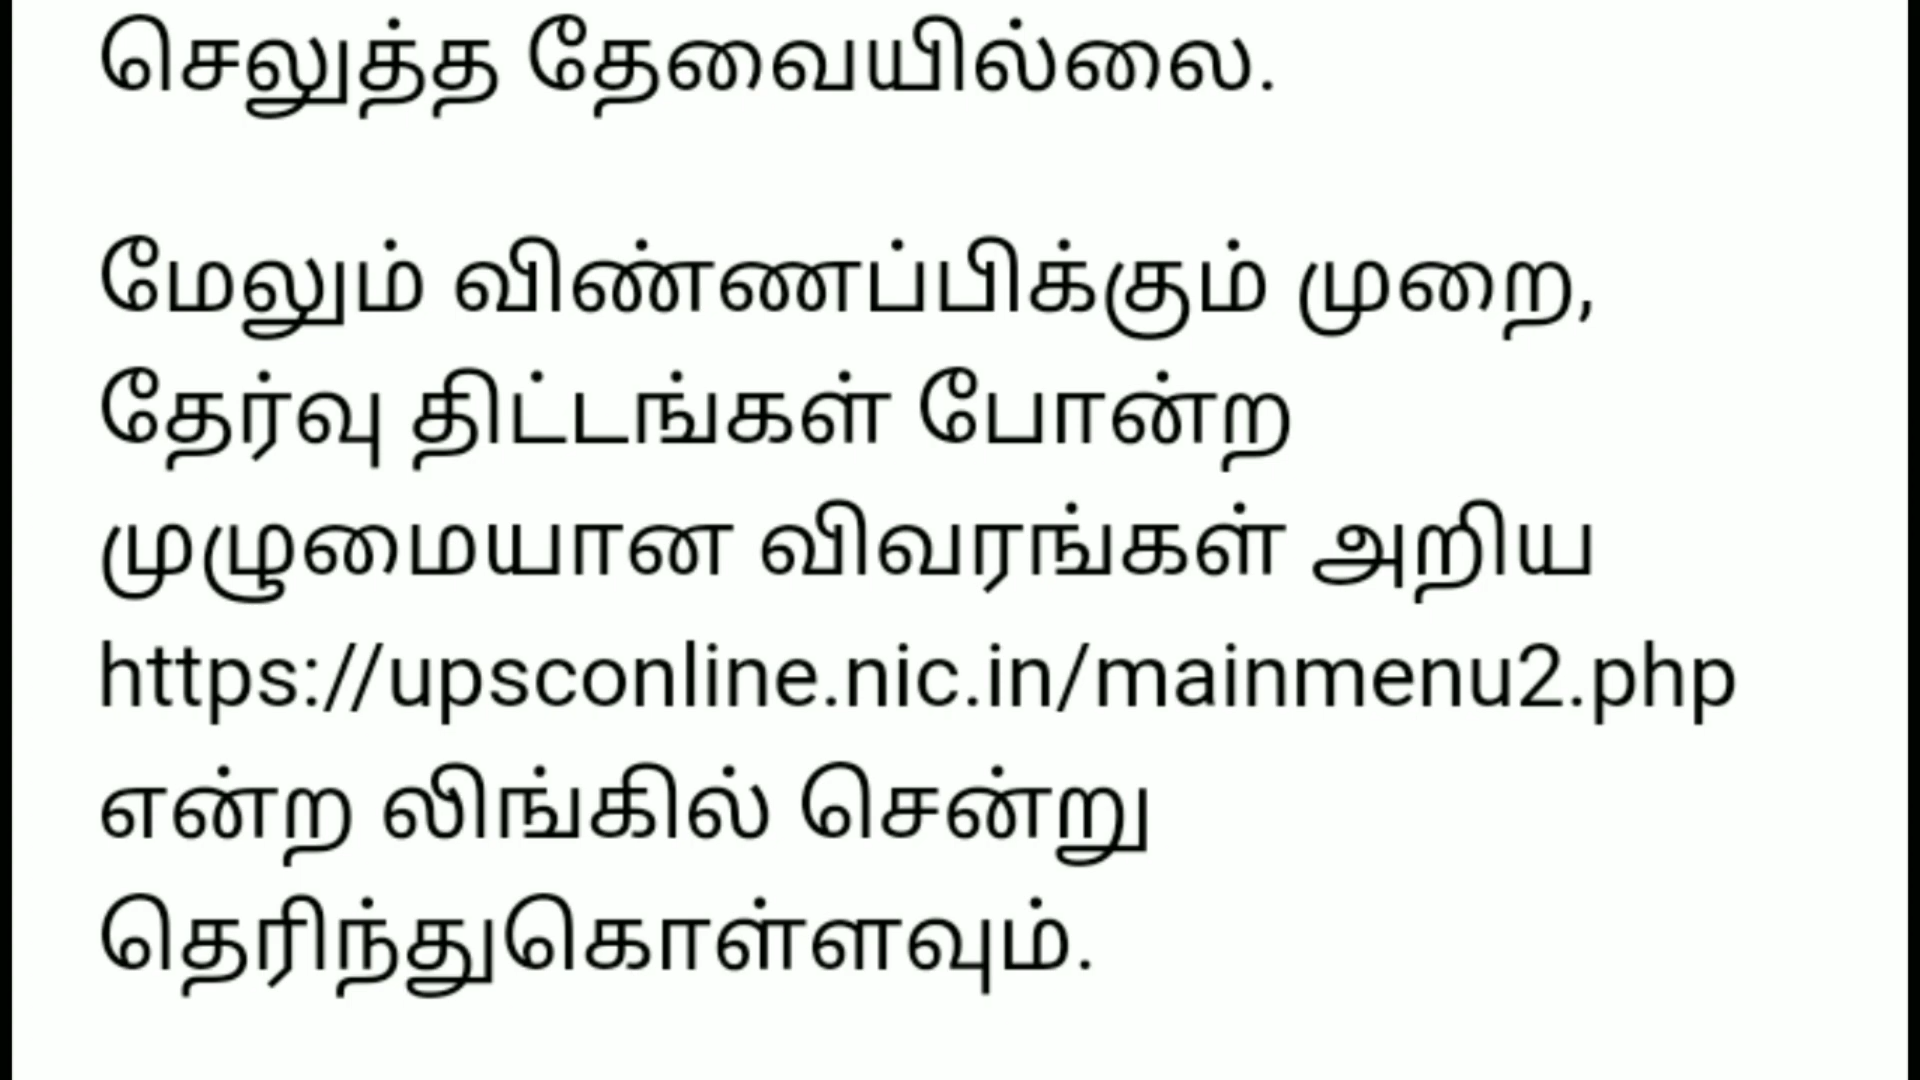 செலுத்த தேவையில்லை.
மேலும் விண்ணப்பிக்கும் முறை,
தேர்வு திட்டங்கள் போன்ற
முழுமையான விவரங்கள் அறிய
https://upsconline.nic.in/mainmenu2.php
என்ற லிங்கில் சென்று
தெரிந்துகொள்ளவும்.